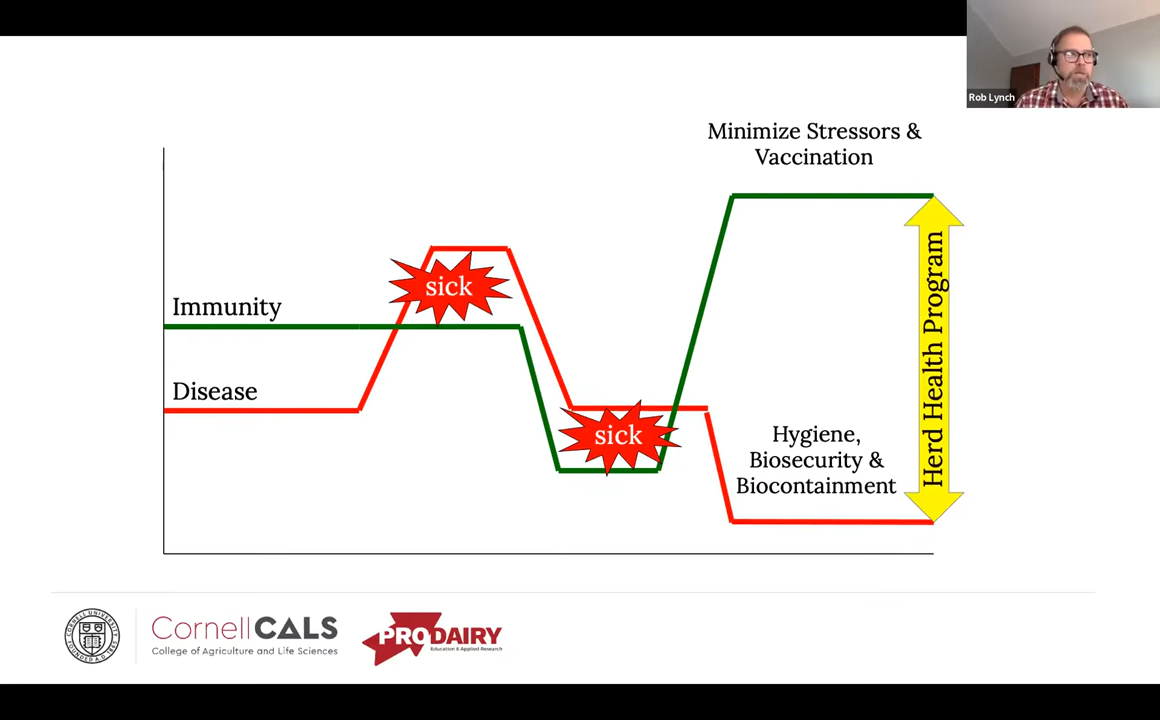 Rob Lynch
Minimize Stressors &
Vaccination
sick
Immunity
Disease
sick
Hygiene,
Biosecurity &
Biocontainment
Herd Health Program
CornellCALS
College of Agriculture and Life Sciences
PRODAIRY
Education & Applied Research